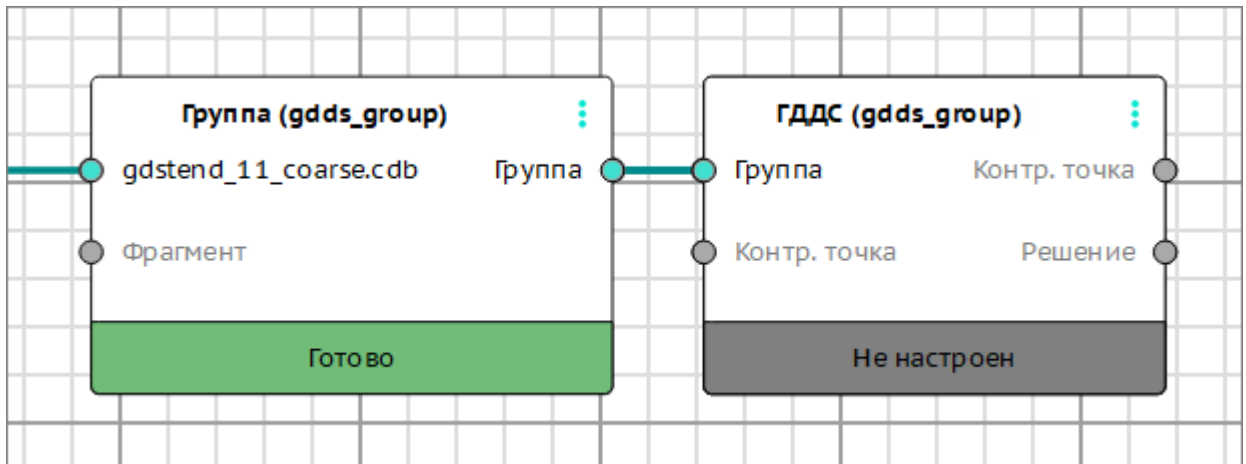 Группа (gdds_group)
gdstend_11_coarse.cdb Группа
Фрагмент
Готово
ГДДС (gdds_group)
Группа Контр. точка
Контр. точка Решение
Не настроен